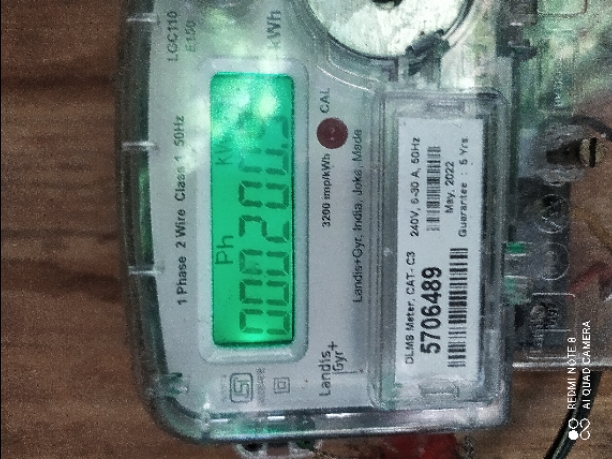 LGC110
E150
kWh
1 Phase 2 Wire Class 1 50Hz
Ph
3200 imp/kWh
CAL
Landis+Gyr, India, Joka, Made
Landis
Gyr+
DLMS Meter, CAT- C3
240V, 5-30 A, 50Hz
5706489
May, 2022
Guarantee : 5 Yrs
REDMI NOTE 8
AI QUAD CAMERA